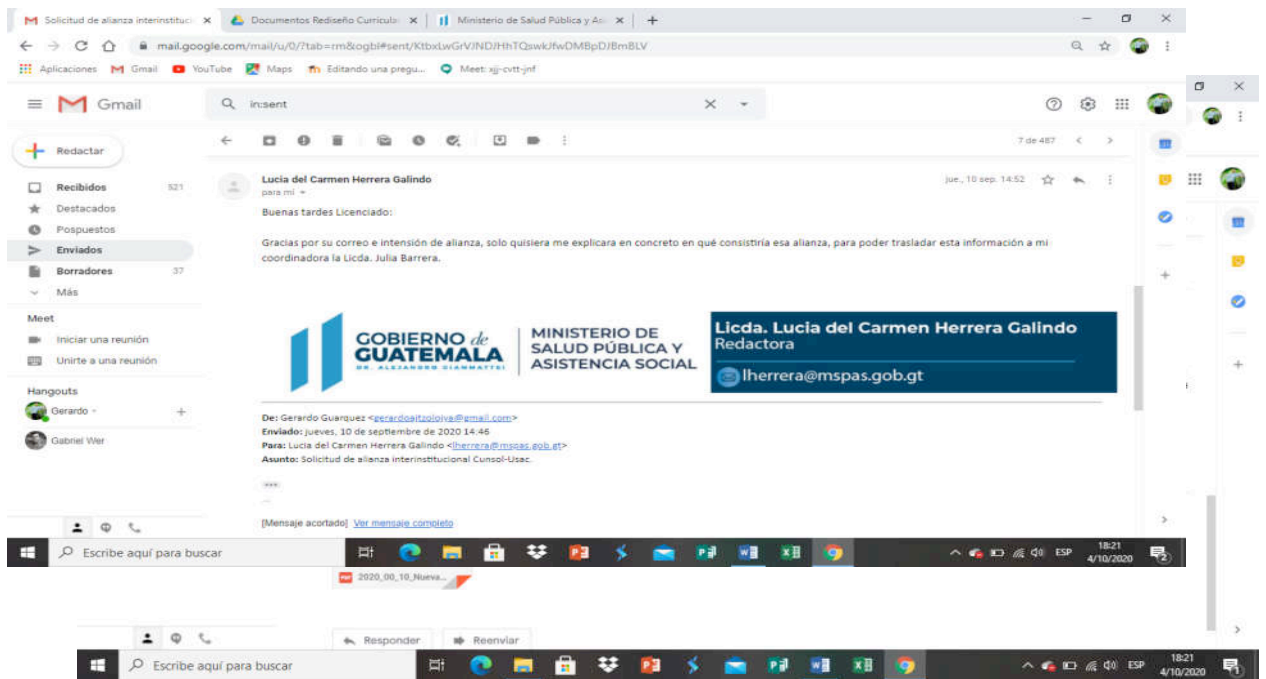 Solicitud de alianza interinstituci
Documentos Rediseño Curricula
Ministerio de Salud Pública y Asi
mail.google.com/mail/u/0/?tab=rm&ogbl#sent/
Aplicaciones Gmail YouTube Maps Editando una pregu... Meet: xjj-cvtt-jnf
Gmail
in:sent
Redactar
7 de 487
Recibidos 521
Destacados
Pospuestos
Enviados
Borradores 37
Más
Meet
Iniciar una reunión
Unirte a una reunión
Hangouts
Gerardo
Gabriel Wer
Lucia del Carmen Herrera Galindo
jue., 10 sep. 14:52
para mí
Buenas tardes Licenciado:
Gracias por su correo e intensión de alianza, solo quisiera me explicara en concreto en qué consistiría esa alianza, para poder trasladar esta información a mi
coordinadora la Licda. Julia Barrera.
GOBIERNO de
GUATEMALA
DR. ALEJANDRO GIAMMATTEI
MINISTERIO DE
SALUD PÚBLICA Y
ASISTENCIA SOCIAL
Licda. Lucia del Carmen Herrera Galindo
Redactora
lherrera@mspas.gob.gt
De: Gerardo Guarquez <gerardoajtzoloiya@gmail.com>
Enviado: jueves, 10 de septiembre de 2020 14:46
Para: Lucia del Carmen Herrera Galindo <lherrera@mspas.gob.gt>
Asunto: Solicitud de alianza interinstitucional Cunsol-Usac.
[Mensaje acortado] Ver mensaje completo
Escribe aquí para buscar
ESP
18:21
4/10/2020
2020_00_10_Nueva...
Responder
Reenviar
Escribe aquí para buscar
ESP
18:21
4/10/2020